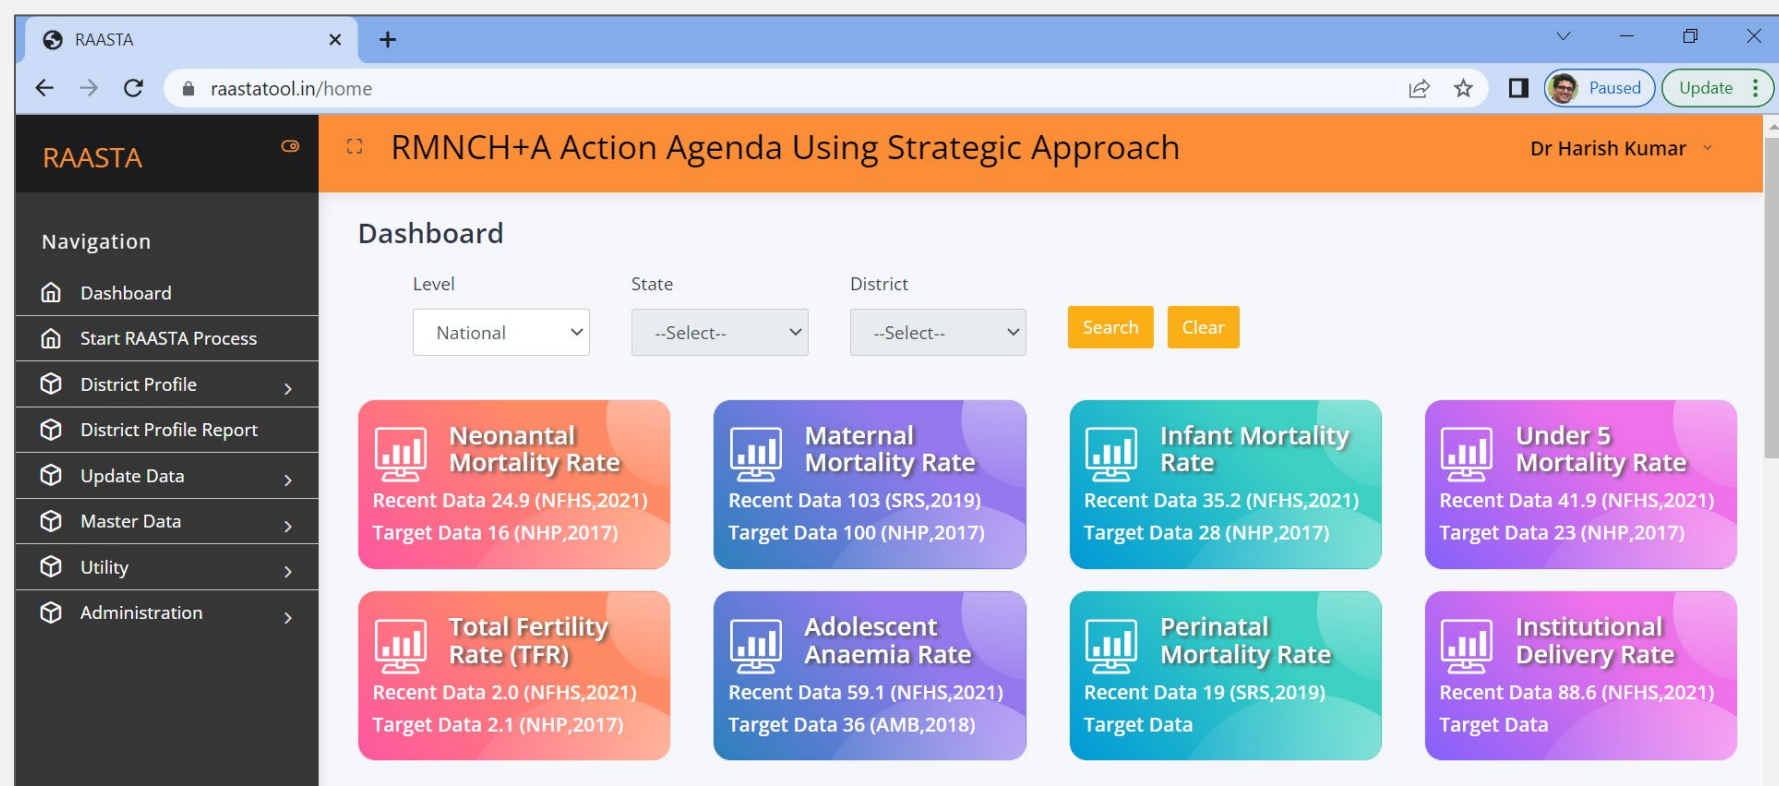 RAASTA
raastatool.in/home
Paused
Update
RAASTA
RMNCH+A Action Agenda Using Strategic Approach
Dr Harish Kumar
Navigation
Dashboard
Start RAASTA Process
District Profile
District Profile Report
Update Data
Master Data
Utility
Administration
Dashboard
Level
State
District
National
--Select--
--Select--
Search
Clear
Neonantal
Mortality Rate
Recent Data 24.9 (NFHS,2021)
Target Data 16 (NHP,2017)
Maternal
Mortality Rate
Recent Data 103 (SRS,2019)
Target Data 100 (NHP,2017)
Infant Mortality
Rate
Recent Data 35.2 (NFHS,2021)
Target Data 28 (NHP,2017)
Under 5
Mortality Rate
Recent Data 41.9 (NFHS,2021)
Target Data 23 (NHP,2017)
Total Fertility
Rate (TFR)
Recent Data 2.0 (NFHS,2021)
Target Data 2.1 (NHP,2017)
Adolescent
Anaemia Rate
Recent Data 59.1 (NFHS,2021)
Target Data 36 (AMB,2018)
Perinatal
Mortality Rate
Recent Data 19 (SRS,2019)
Target Data
Institutional
Delivery Rate
Recent Data 88.6 (NFHS,2021)
Target Data